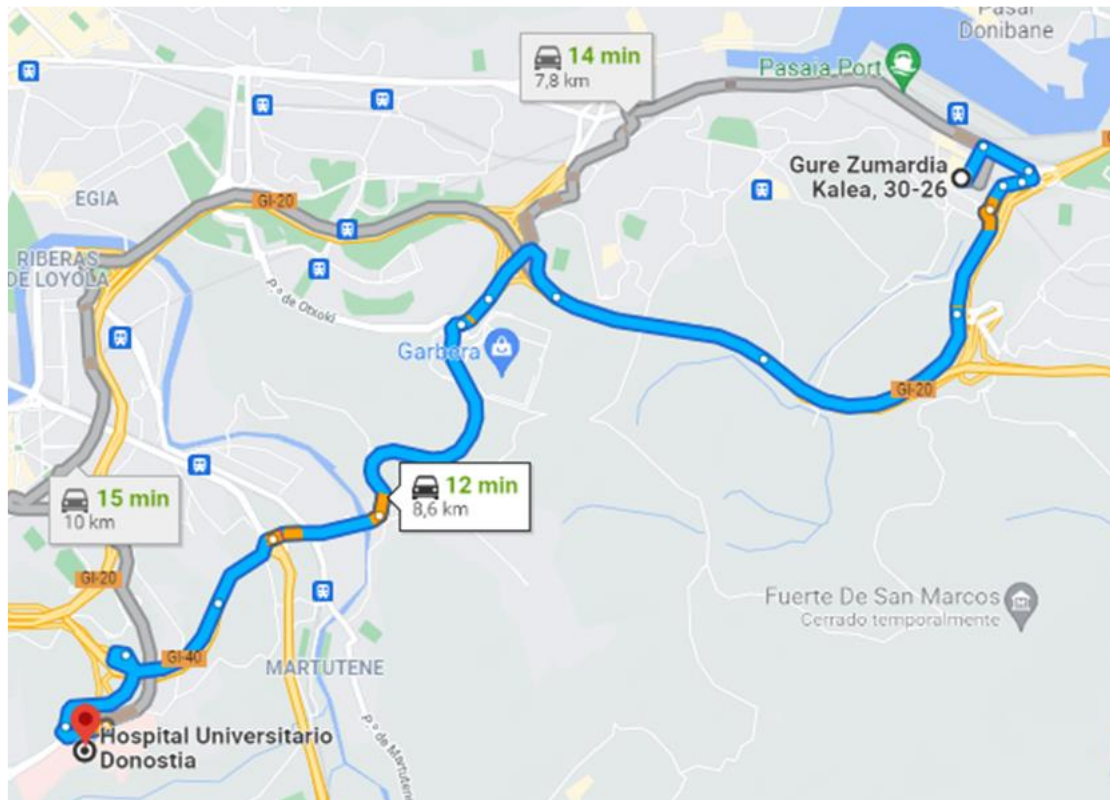 Pasai
Donibane
14 min
7,8 km
Pasaia Port
Gure Zumardia
Kalea, 30-26
EGIA
GI-20
RIBERAS
DE LOYOLA
P.º de Otxoki
Garbera
GI-20
12 min
8,6 km
15 min
10 km
GI-20
Fuerte De San Marcos
Cerrado temporalmente
GI-40
MARTUTENE
Hospital Universitario
Donostia
P.º de Martutene